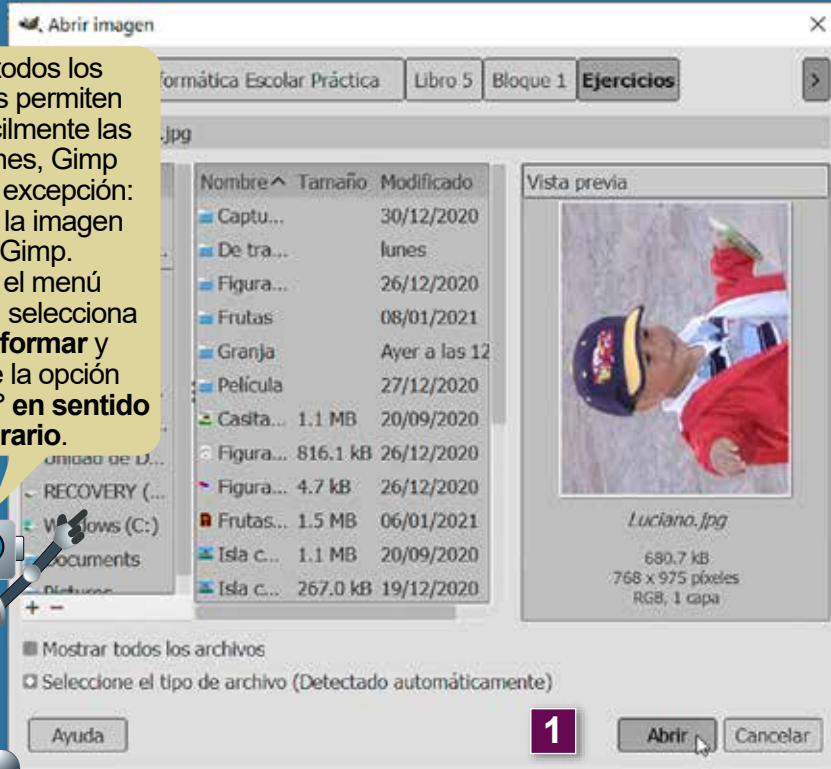 Abrir imagen
formática Escolar Práctica Libro 5 Bloque 1 Ejercicios >
.jpg
todos los
s permiten
cilmente las
nes, Gimp
excepción:
la imagen
Gimp.
el menú
selecciona
formar y
e la opción
° en sentido
rario.
Unidad de D...
RECOVERY (...
Windows (C:)
Documents
Pictures
+ −
Nombre Tamaño Modificado
Captu... 30/12/2020
De tra... lunes
Figura... 26/12/2020
Frutas 08/01/2021
Granja Ayer a las 12
Película 27/12/2020
Casita... 1.1 MB 20/09/2020
Figura... 816.1 kB 26/12/2020
Figura... 4.7 kB 26/12/2020
Frutas... 1.5 MB 06/01/2021
Isla c... 1.1 MB 20/09/2020
Isla c... 267.0 kB 19/12/2020
Vista previa
Luciano.jpg
680.7 kB
768 x 975 píxeles
RGB, 1 capa
Mostrar todos los archivos
Seleccione el tipo de archivo (Detectado automáticamente)
Ayuda 1 Abrir Cancelar